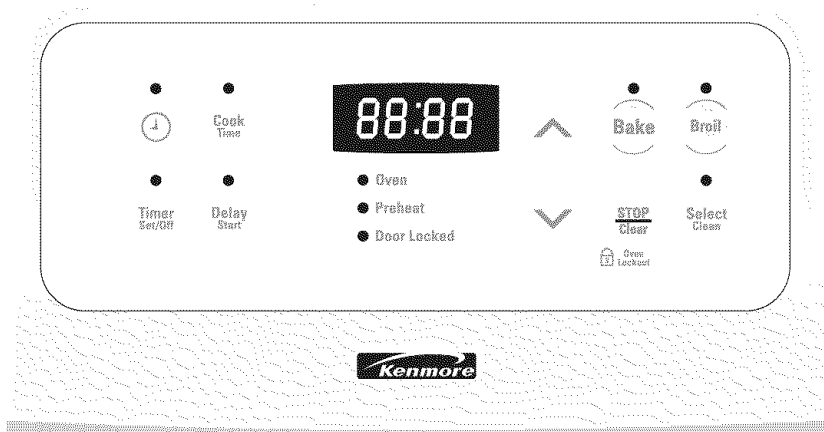 88:88
Cook
Time
Bake
Broil
Oven
Preheat
Door Locked
Timer
Set/Off
Delay
Start
STOP
Clear
Select
Clean
Oven
Lockout
Kenmore